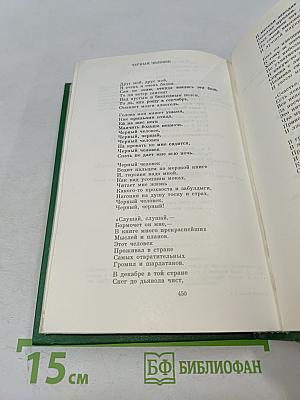 ЧЕРНЫЙ ЧЕЛОВЕК
Друг мой, друг мой,
Я очень и очень болен.
Сам не знаю, откуда взялась эта боль.
То ли ветер свистит
Над пустым и безлюдным полем,
То ль, как рощу в сентябрь,
Осыпает мозги алкоголь.
Голова моя машет ушами,
Как крыльями птица.
Ей на шее ноги
Маячить больше невмочь.
Черный человек,
Черный, черный,
Черный человек
На кровать ко мне садится,
Черный человек
Спать не дает мне всю ночь.
Черный человек
Водит пальцем по мерзкой книге
И, гнусавя надо мной,
Как над усопшим монах,
Читает мне жизнь
Какого-то прохвоста и забулдыги,
Нагоняя на душу тоску и страх.
Черный человек
Черный, черный!
«Слушай, слушай,—
Бормочет он мне,—
В книге много прекраснейших
Мыслей и планов.
Этот человек
Проживал в стране
Самых отвратительных
Громил и шарлатанов.
В декабре в той стране
Снег до дьявола чист,
450
15 см
БФ БИБЛИОФАН